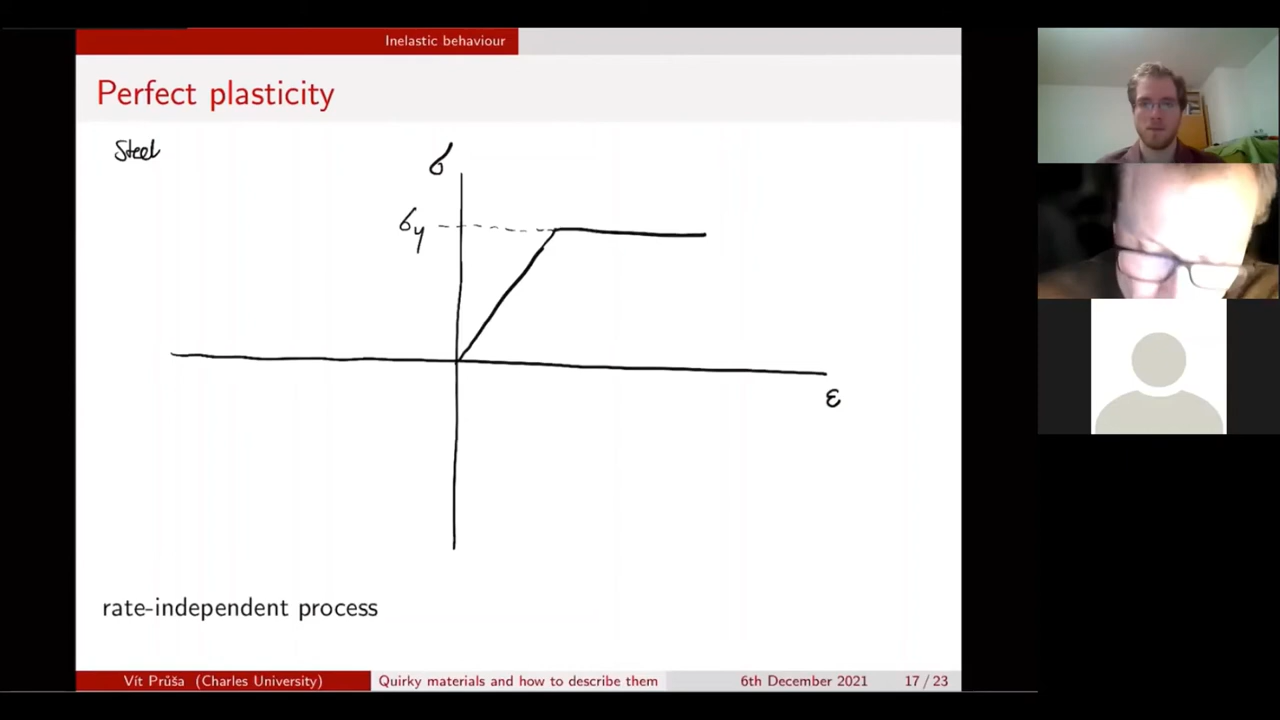 Inelastic behaviour
Perfect plasticity
Steel
σ
σy
ε
rate-independent process
Vít Průša (Charles University) Quirky materials and how to describe them 6th December 2021 17 / 23